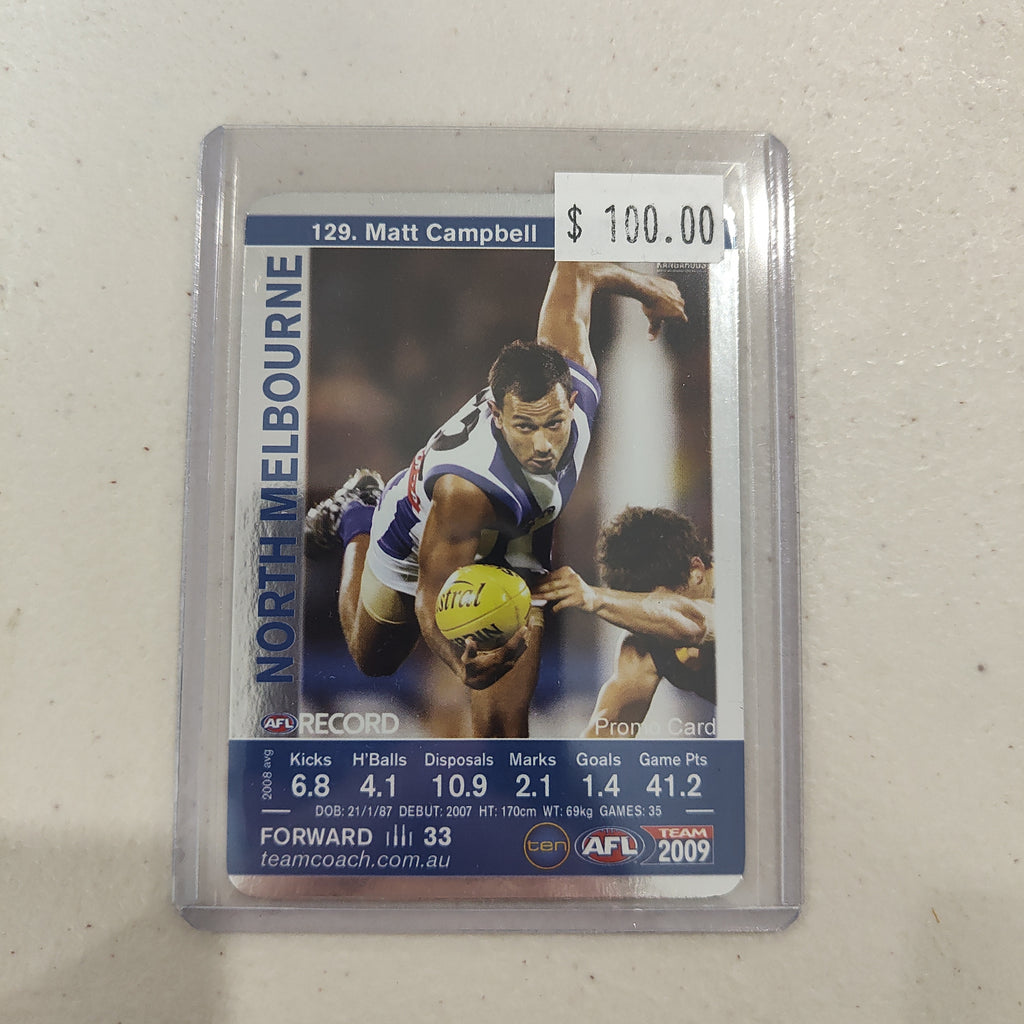 129. Matt Campbell
$ 100.00
KANGAROOS
NORTH MELBOURNE
AFL RECORD
Promo Card
2008 avg
Kicks H'Balls Disposals Marks Goals Game Pts
6.8 4.1 10.9 2.1 1.4 41.2
DOB: 21/1/87 DEBUT: 2007 HT: 170cm WT: 69kg GAMES: 35
FORWARD 33
teamcoach.com.au
ten AFL TEAM
2009